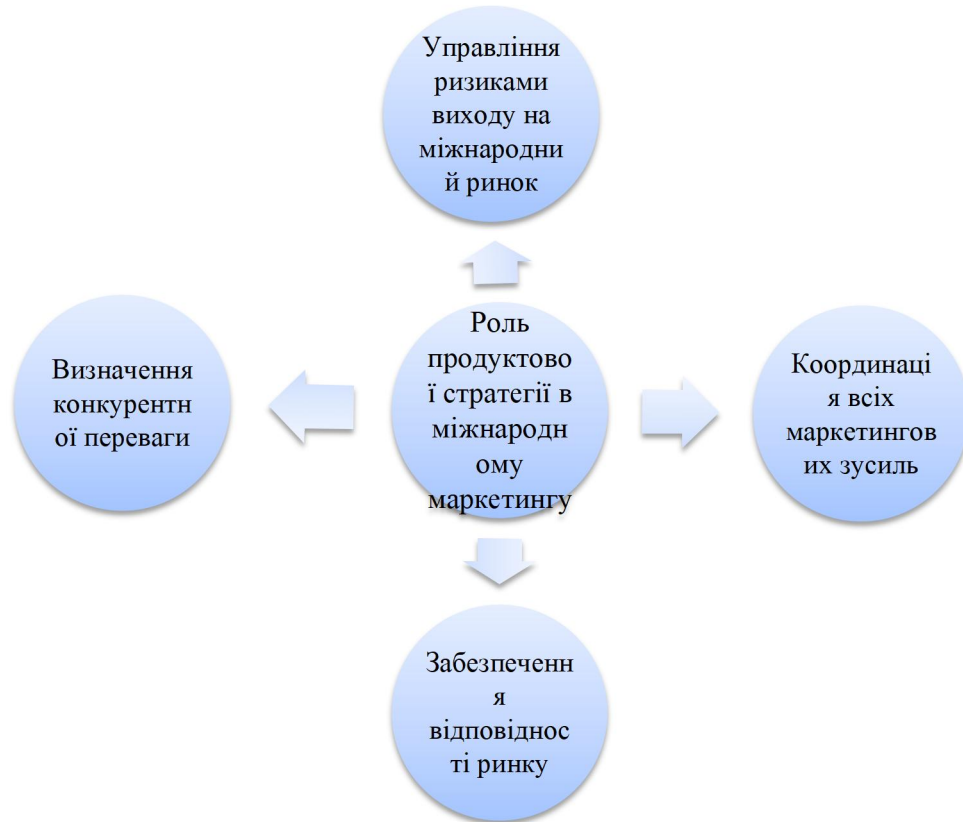 Управління
ризиками
виходу на
міжнародни
й ринок
Визначення
конкурентн
ої переваги
Роль
продуктово
ї стратегії в
міжнародн
ому
маркетингу
Координаці
я всіх
маркетингов
их зусиль
Забезпеченн
я
відповіднос
ті ринку